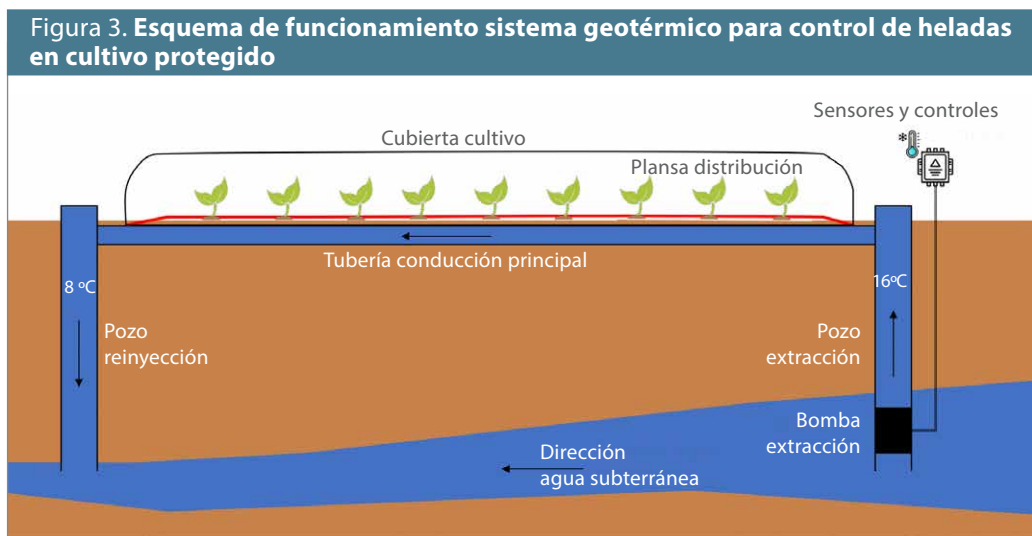 Figura 3. Esquema de funcionamiento sistema geotérmico para control de heladas
en cultivo protegido
Sensores y controles
Cubierta cultivo
Plansa distribución
Tubería conducción principal
8 ºC
16ºC
Pozo
reinyección
Pozo
extracción
Bomba
extracción
Dirección
agua subterránea